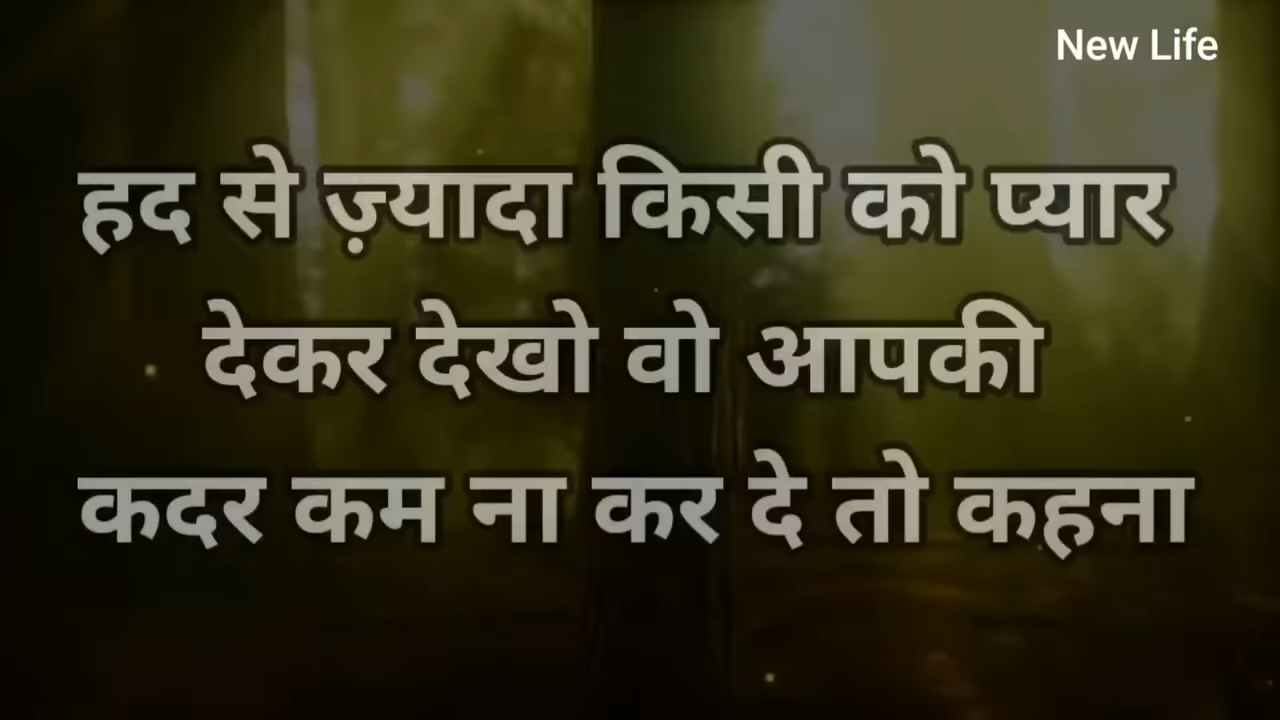 New Life
हद से ज़्यादा किसी को प्यार
देकर देखो वो आपकी
कदर कम ना कर दे तो कहना